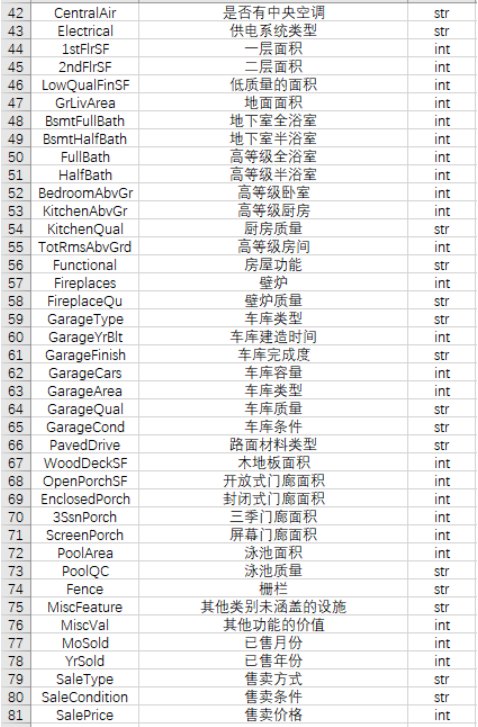 42 CentralAir 是否有中央空调 str
43 Electrical 供电系统类型 str
44 1stFlrSF 一层面积 int
45 2ndFlrSF 二层面积 int
46 LowQualFinSF 低质量的面积 int
47 GrLivArea 地面面积 int
48 BsmtFullBath 地下室全浴室 int
49 BsmtHalfBath 地下室半浴室 int
50 FullBath 高等级全浴室 int
51 HalfBath 高等级半浴室 int
52 BedroomAbvGr 高等级卧室 int
53 KitchenAbvGr 高等级厨房 int
54 KitchenQual 厨房质量 str
55 TotRmsAbvGrd 高等级房间 int
56 Functional 房屋功能 str
57 Fireplaces 壁炉 int
58 FireplaceQu 壁炉质量 str
59 GarageType 车库类型 str
60 GarageYrBlt 车库建造时间 int
61 GarageFinish 车库完成度 str
62 GarageCars 车库容量 int
63 GarageArea 车库类型 int
64 GarageQual 车库质量 str
65 GarageCond 车库条件 str
66 PavedDrive 路面材料类型 str
67 WoodDeckSF 木地板面积 int
68 OpenPorchSF 开放式门廊面积 int
69 EnclosedPorch 封闭式门廊面积 int
70 3SsnPorch 三季门廊面积 int
71 ScreenPorch 屏幕门廊面积 int
72 PoolArea 泳池面积 int
73 PoolQC 泳池质量 str
74 Fence 栅栏 str
75 MiscFeature 其他类别未涵盖的设施 str
76 MiscVal 其他功能的价值 int
77 MoSold 已售月份 int
78 YrSold 已售年份 int
79 SaleType 售卖方式 str
80 SaleCondition 售卖条件 str
81 SalePrice 售卖价格 int